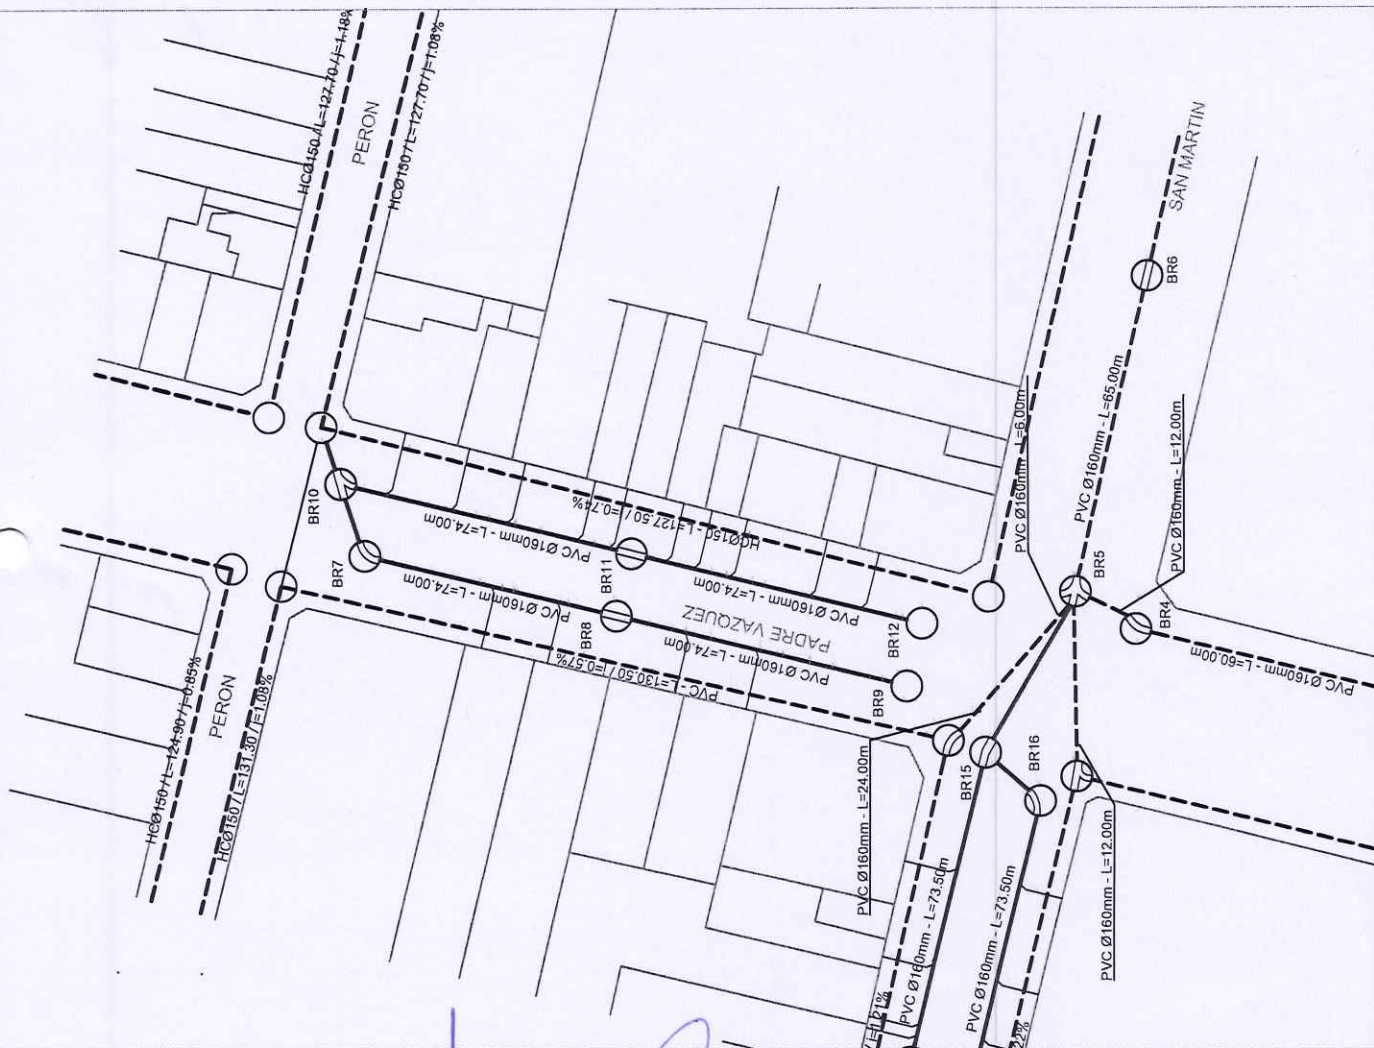 HCØ150 / L=127.70 / j=1.18%
PERON
HCØ150 / L=127.70 / j=1.08%
SAN MARTIN
BR6
PVC Ø160mm - L=65.00m
PVC Ø160mm - L=6.00m
PVC Ø160mm - L=12.00m
BR10
PVC Ø160mm - L=74.00m
HCØ150 - L=127.50 / j=0.74%
BR7
PVC Ø160mm - L=74.00m
BR11
PVC Ø160mm - L=74.00m
BR5
BR8
PADRE VAZQUEZ
BR12
BR4
PVC Ø160mm - L=74.00m
PVC - L=130.50 / j=0.57%
PVC Ø160mm - L=60.00m
BR9
HCØ150 / L=124.90 / j=0.85%
PERON
HCØ150 / L=131.30 / j=1.08%
BR15
BR16
PVC Ø160mm - L=24.00m
PVC Ø160mm - L=12.00m
PVC Ø160mm - L=73.50m
PVC Ø160mm - L=73.50m
1.21%
22%